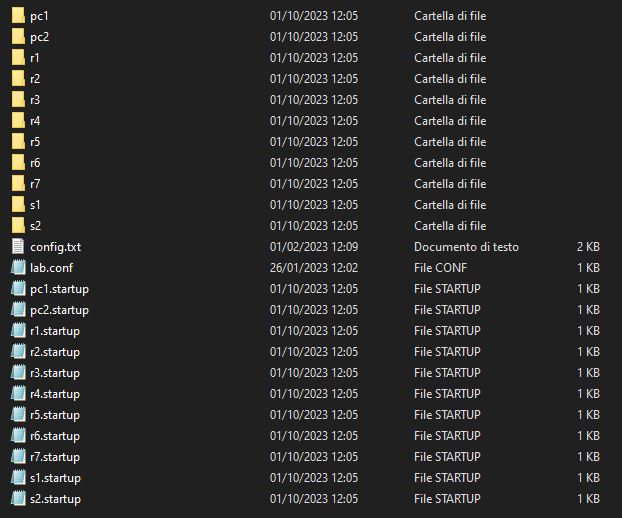 pc1 01/10/2023 12:05 Cartella di file
pc2 01/10/2023 12:05 Cartella di file
r1 01/10/2023 12:05 Cartella di file
r2 01/10/2023 12:05 Cartella di file
r3 01/10/2023 12:05 Cartella di file
r4 01/10/2023 12:05 Cartella di file
r5 01/10/2023 12:05 Cartella di file
r6 01/10/2023 12:05 Cartella di file
r7 01/10/2023 12:05 Cartella di file
s1 01/10/2023 12:05 Cartella di file
s2 01/10/2023 12:05 Cartella di file
config.txt 01/02/2023 12:09 Documento di testo 2 KB
lab.conf 26/01/2023 12:02 File CONF 1 KB
pc1.startup 01/10/2023 12:05 File STARTUP 1 KB
pc2.startup 01/10/2023 12:05 File STARTUP 1 KB
r1.startup 01/10/2023 12:05 File STARTUP 1 KB
r2.startup 01/10/2023 12:05 File STARTUP 1 KB
r3.startup 01/10/2023 12:05 File STARTUP 1 KB
r4.startup 01/10/2023 12:05 File STARTUP 1 KB
r5.startup 01/10/2023 12:05 File STARTUP 1 KB
r6.startup 01/10/2023 12:05 File STARTUP 1 KB
r7.startup 01/10/2023 12:05 File STARTUP 1 KB
s1.startup 01/10/2023 12:05 File STARTUP 1 KB
s2.startup 01/10/2023 12:05 File STARTUP 1 KB